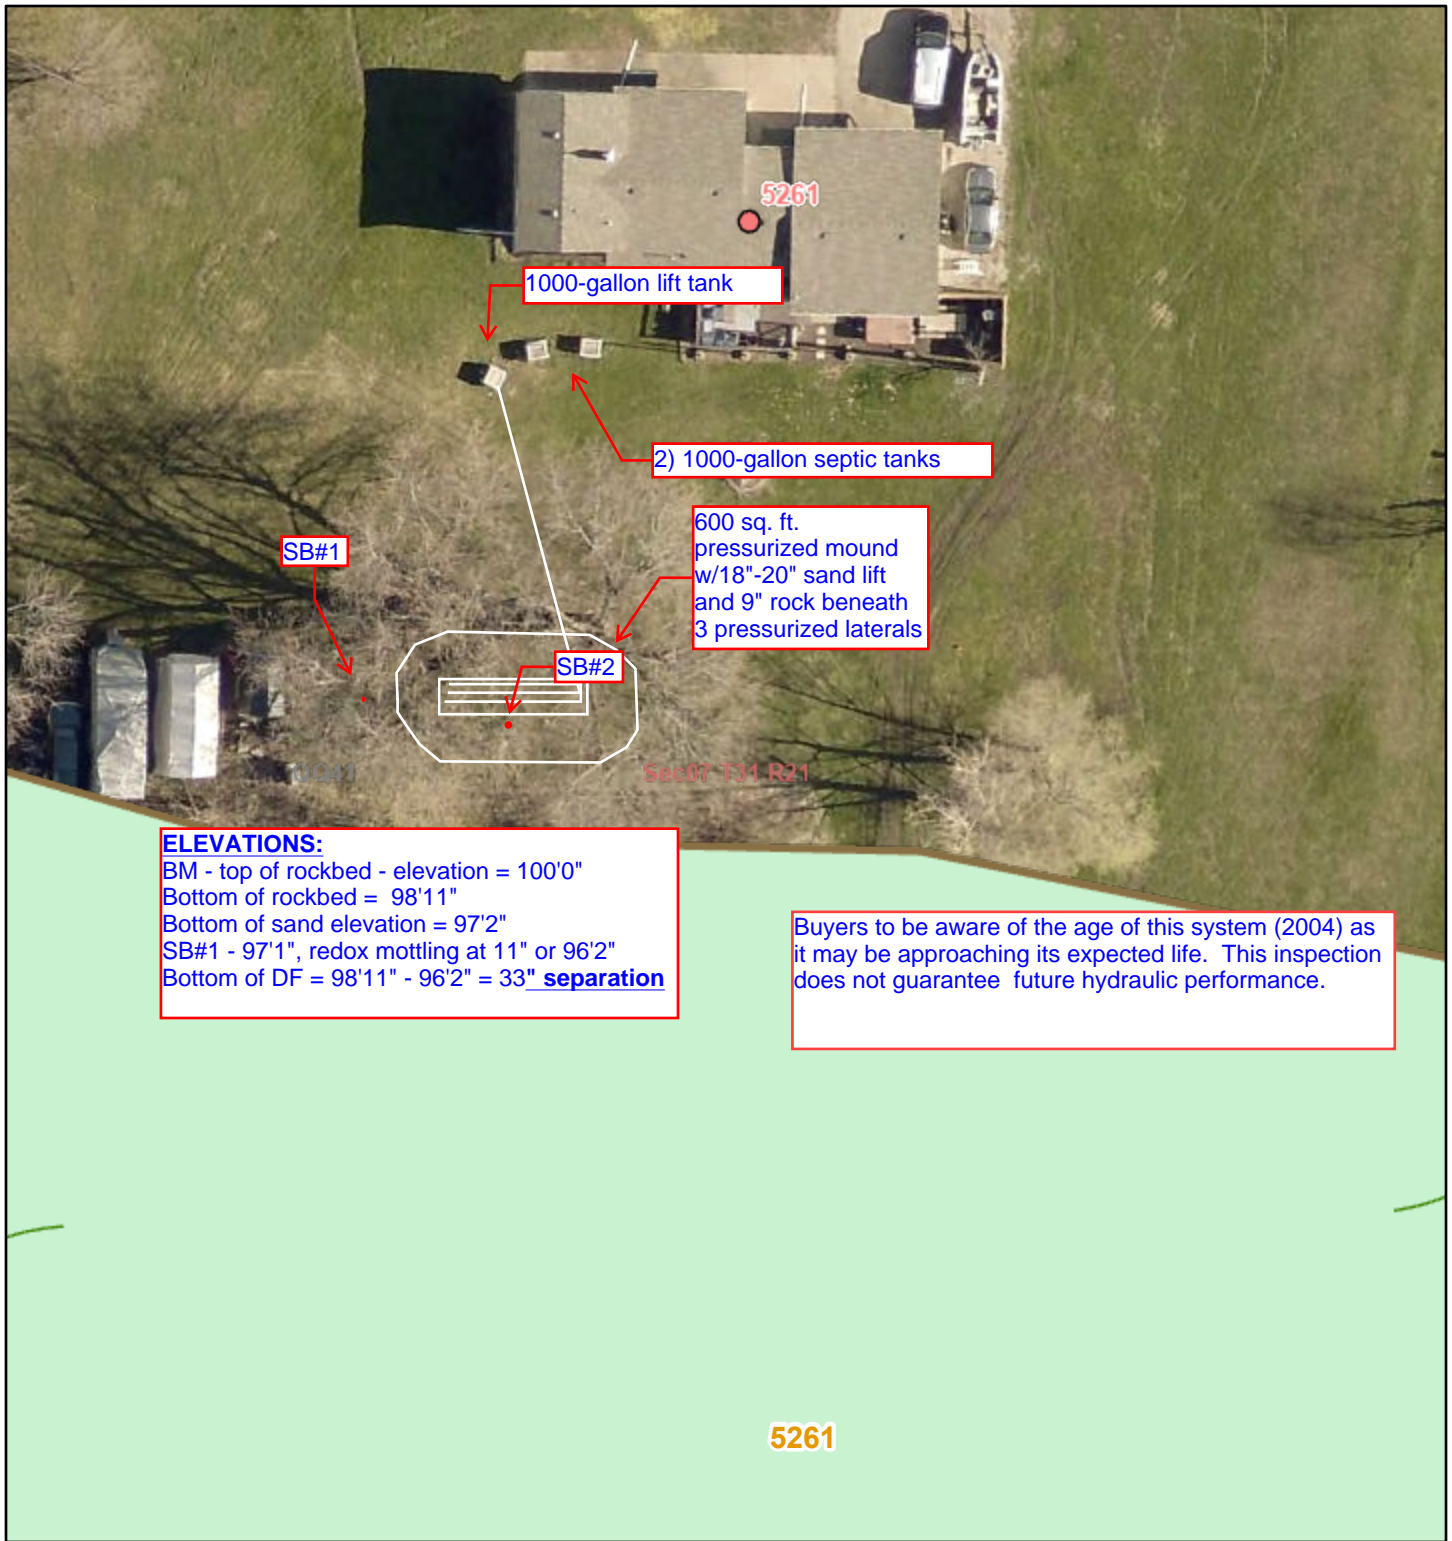 5261
1000-gallon lift tank
2) 1000-gallon septic tanks
600 sq. ft.
pressurized mound
w/18"-20" sand lift
and 9" rock beneath
3 pressurized laterals
SB#1
SB#2
Sec07 T31 R21
ELEVATIONS:
BM - top of rockbed - elevation = 100'0"
Bottom of rockbed =  98'11"
Bottom of sand elevation = 97'2"
SB#1 - 97'1", redox mottling at 11" or 96'2"
Bottom of DF = 98'11" - 96'2" = 33" separation
Buyers to be aware of the age of this system (2004) as
it may be approaching its expected life.  This inspection
does not guarantee  future hydraulic performance.
5261